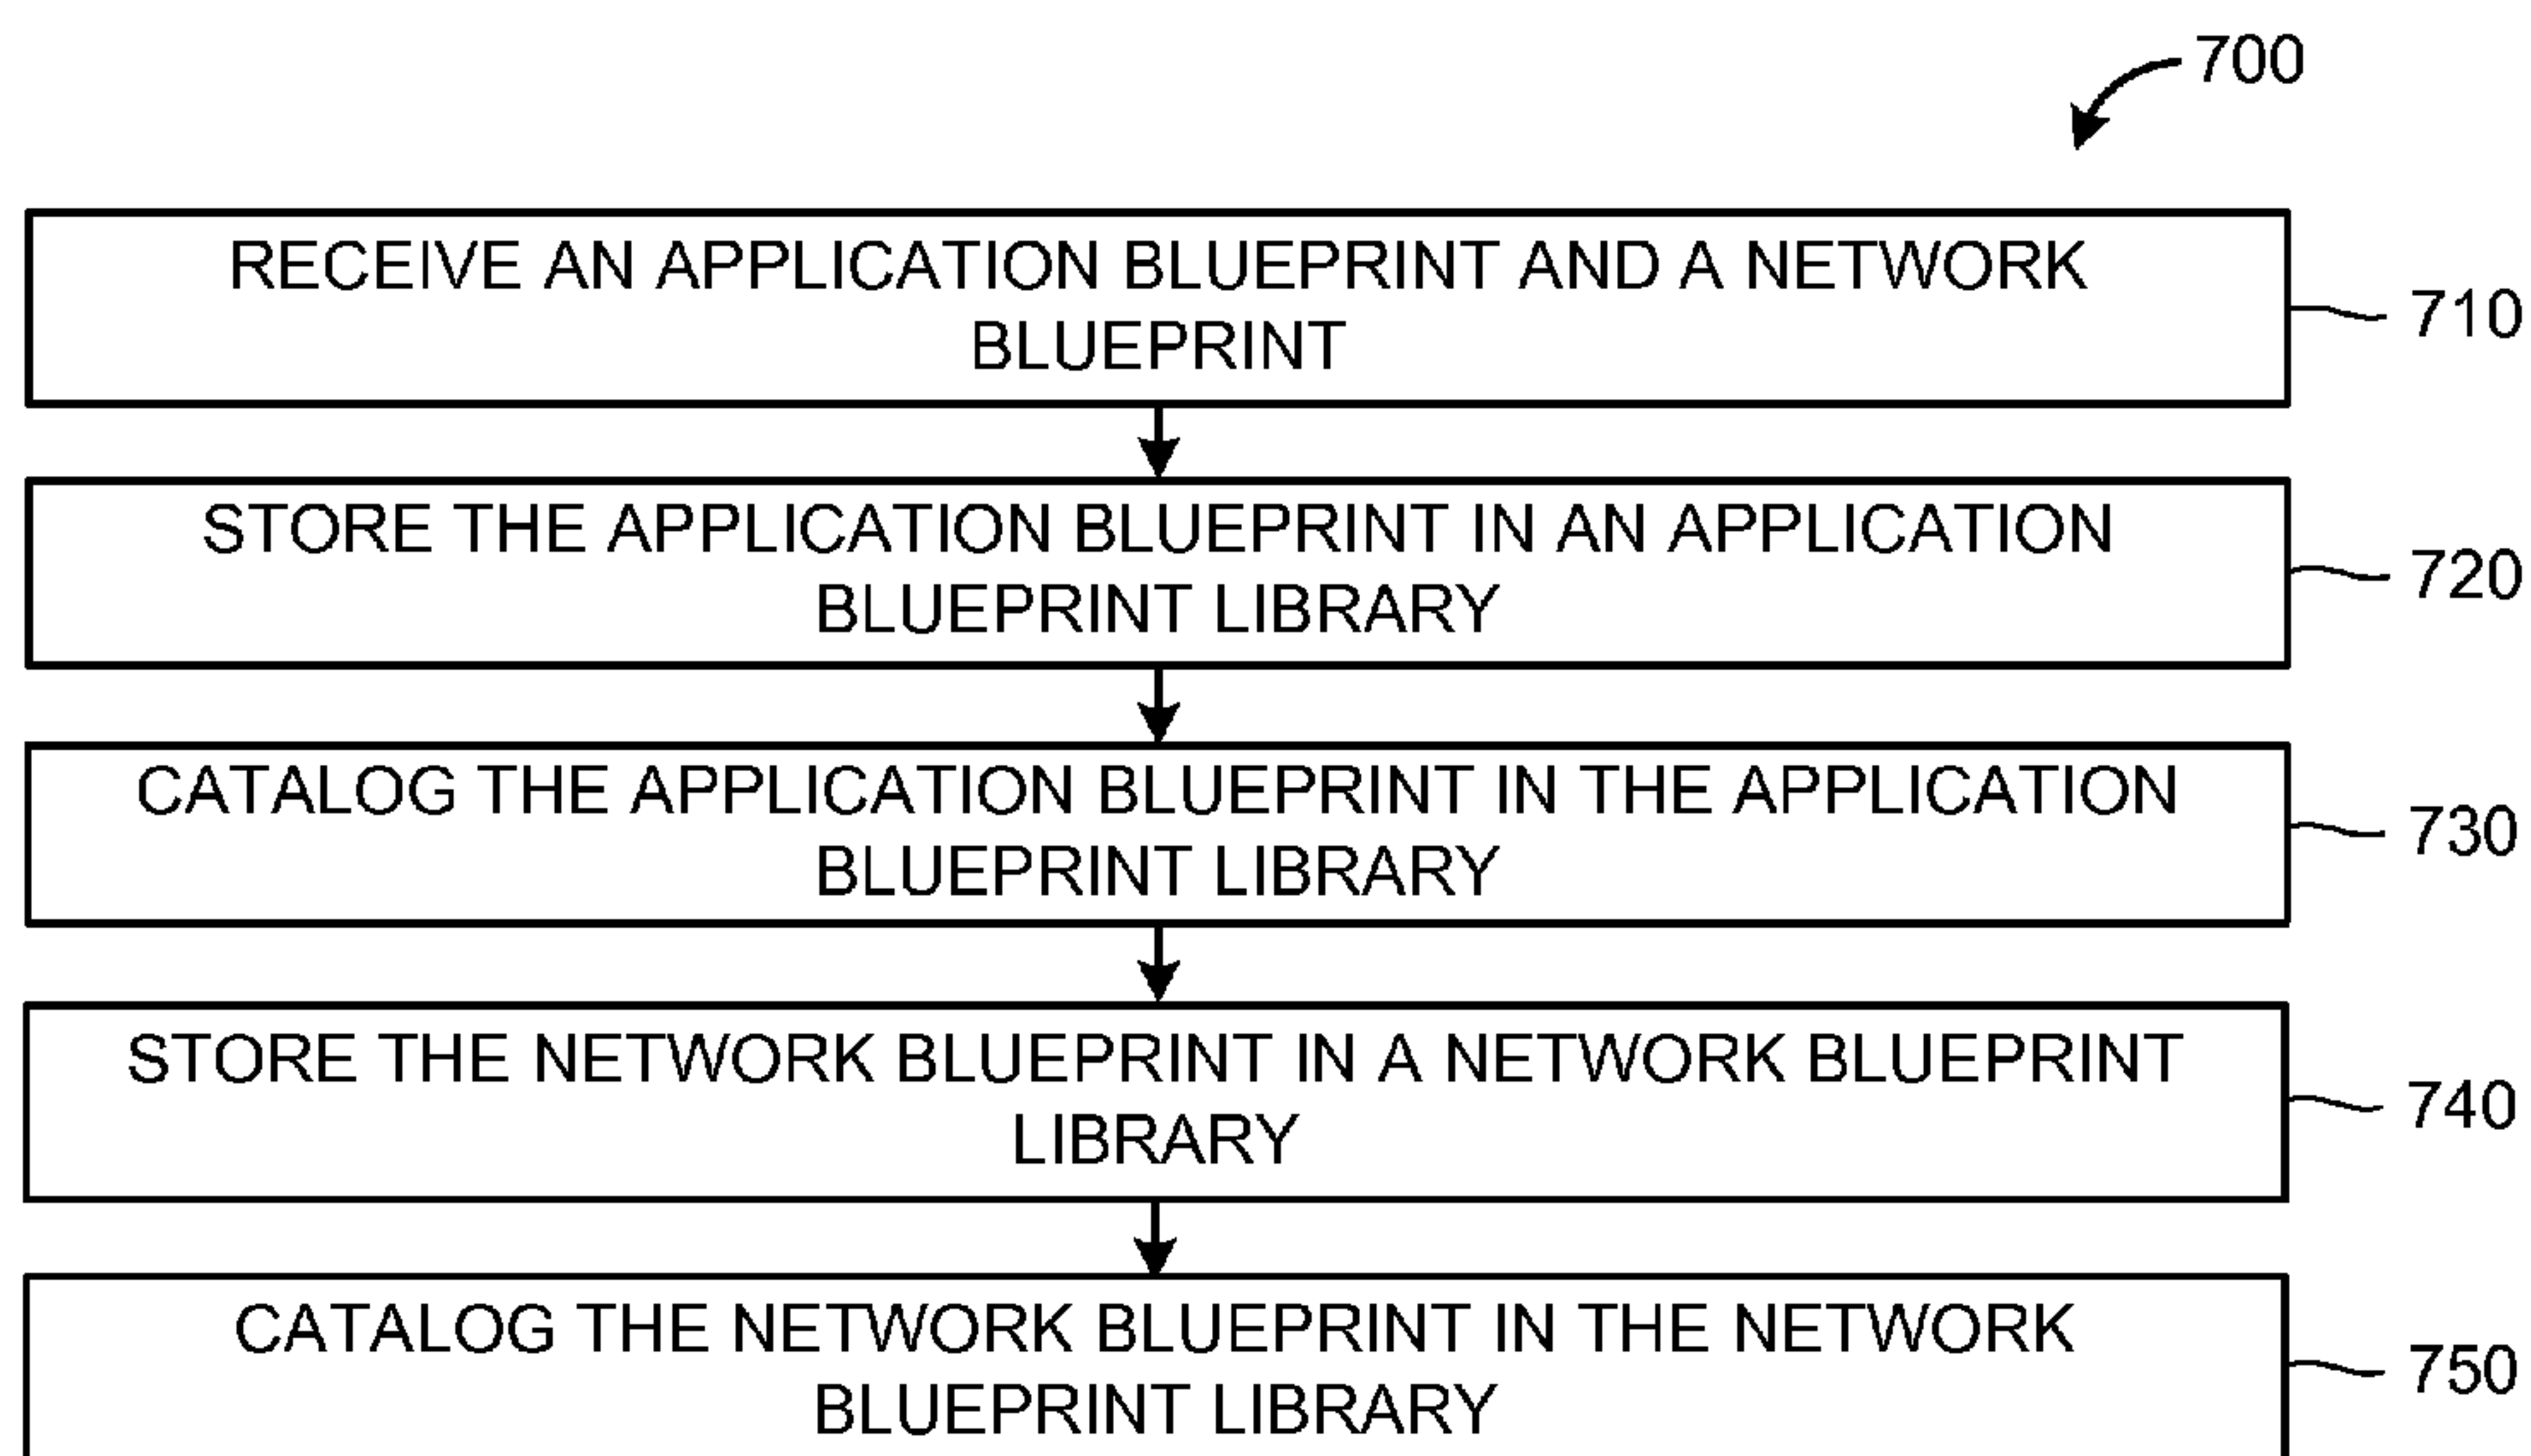 700
RECEIVE AN APPLICATION BLUEPRINT AND A NETWORK
BLUEPRINT
710
STORE THE APPLICATION BLUEPRINT IN AN APPLICATION
BLUEPRINT LIBRARY
720
CATALOG THE APPLICATION BLUEPRINT IN THE APPLICATION
BLUEPRINT LIBRARY
730
STORE THE NETWORK BLUEPRINT IN A NETWORK BLUEPRINT
LIBRARY
740
CATALOG THE NETWORK BLUEPRINT IN THE NETWORK
BLUEPRINT LIBRARY
750